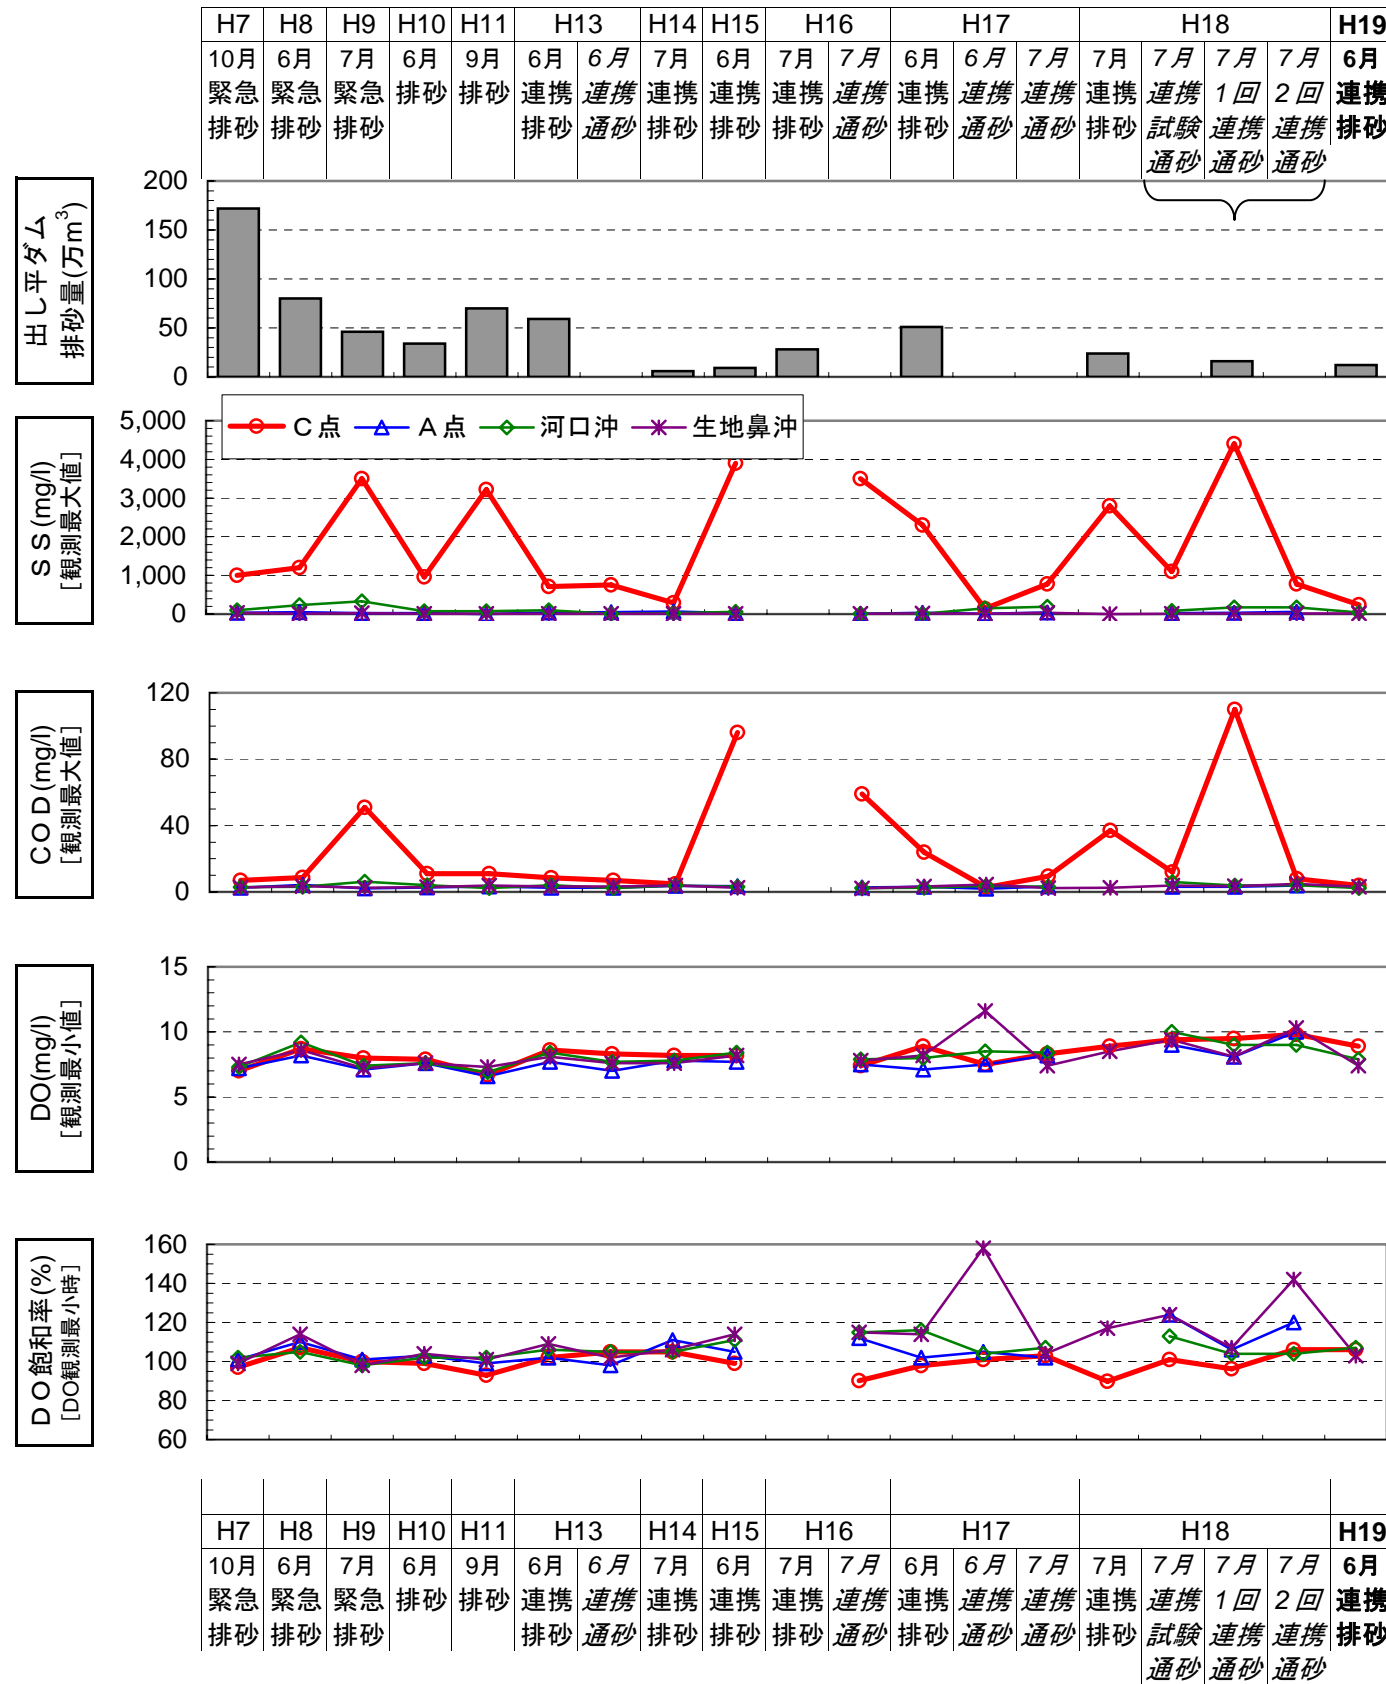 H7 H8 H9 H10 H11 H13 H14 H15 H16 H17 H18 H19
10月 6月 7月 6月 9月 6月 6月 7月 6月 7月 7月 6月 6月 7月 7月 7月 7月 7月 6月
緊急 緊急 緊急 排砂 排砂 連携 連携 連携 連携 連携 連携 連携 連携 連携 連携 連携 1回 2回 連携
排砂 排砂 排砂 排砂 通砂 排砂 排砂 排砂 通砂 排砂 通砂 通砂 排砂 試験 連携 連携 排砂
通砂 通砂 通砂
出し平ダム
排砂量(万m³)
200
150
100
50
0
SS(mg/l)
[観測最大値]
5,000
4,000
3,000
2,000
1,000
0
C点 A点 河口沖 生地鼻沖
COD(mg/l)
[観測最大値]
120
80
40
0
DO(mg/l)
[観測最小値]
15
10
5
0
DO飽和率(%)
[DO観測最小時]
160
140
120
100
80
60
H7 H8 H9 H10 H11 H13 H14 H15 H16 H17 H18 H19
10月 6月 7月 6月 9月 6月 6月 7月 6月 7月 7月 6月 6月 7月 7月 7月 7月 7月 6月
緊急 緊急 緊急 排砂 排砂 連携 連携 連携 連携 連携 連携 連携 連携 連携 連携 連携 1回 2回 連携
排砂 排砂 排砂 排砂 通砂 排砂 排砂 排砂 通砂 排砂 通砂 通砂 排砂 試験 連携 連携 排砂
通砂 通砂 通砂